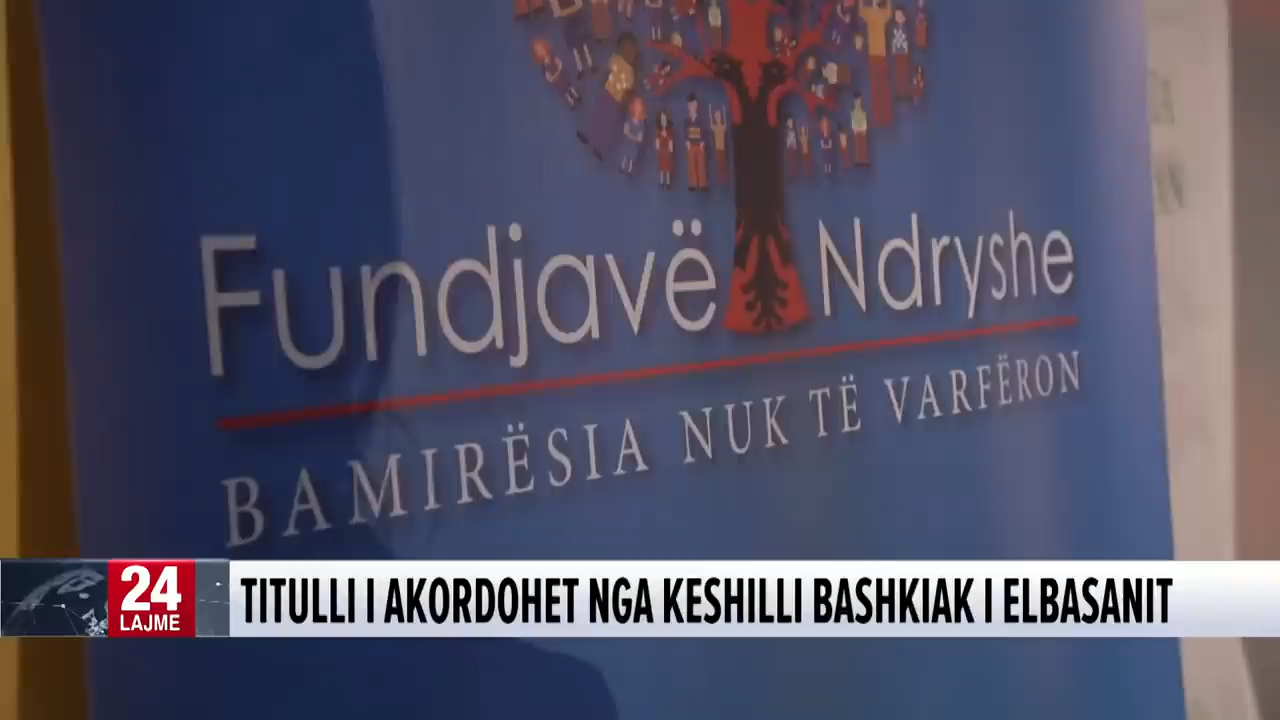 Fundjavë Ndryshe
BAMIRËSIA NUK TË VARFËRON
24
LAJME
TITULLI I AKORDOHET NGA KESHILLI BASHKIAK I ELBASANIT